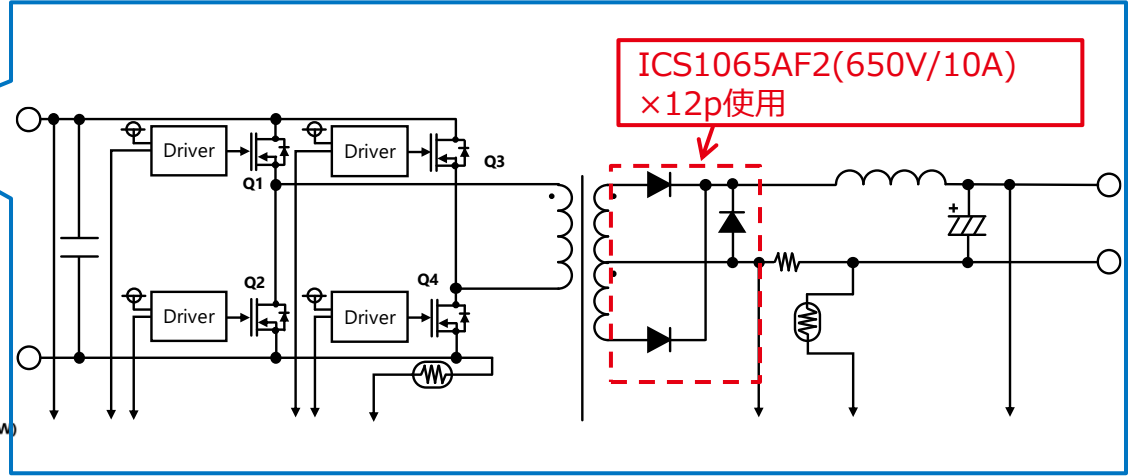 ICS1065AF2(650V/10A)
×12p使用
Driver
Driver
Q3
Q1
Q2
Q4
Driver
Driver
+
W)